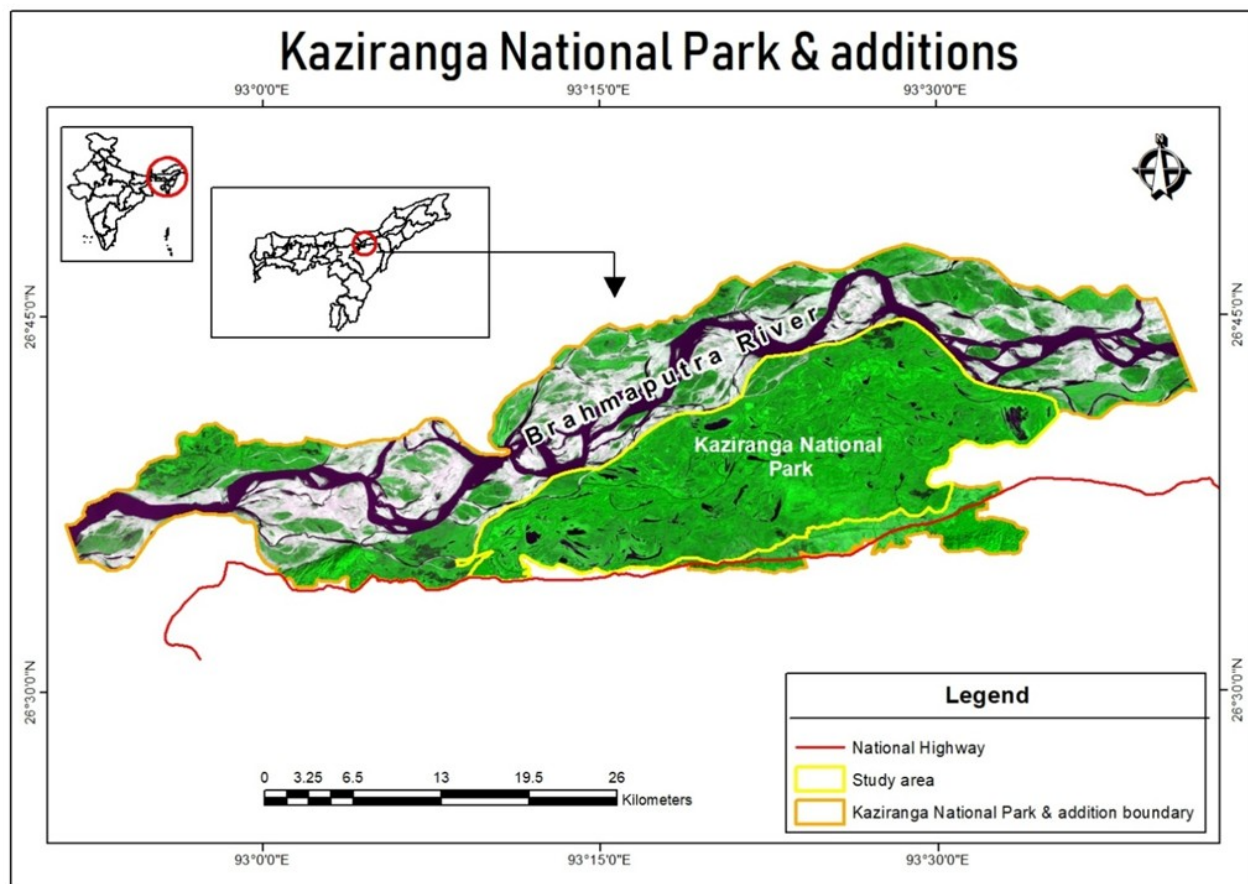 Kaziranga National Park & additions
93°0'0"E
93°15'0"E
93°30'0"E
N
26°45'0"N
26°45'0"N
Brahmaputra River
Kaziranga National
Park
26°30'0"N
26°30'0"N
Legend
National Highway
Study area
Kaziranga National Park & addition boundary
0 3.25 6.5 13 19.5 26
Kilometers
93°0'0"E
93°15'0"E
93°30'0"E